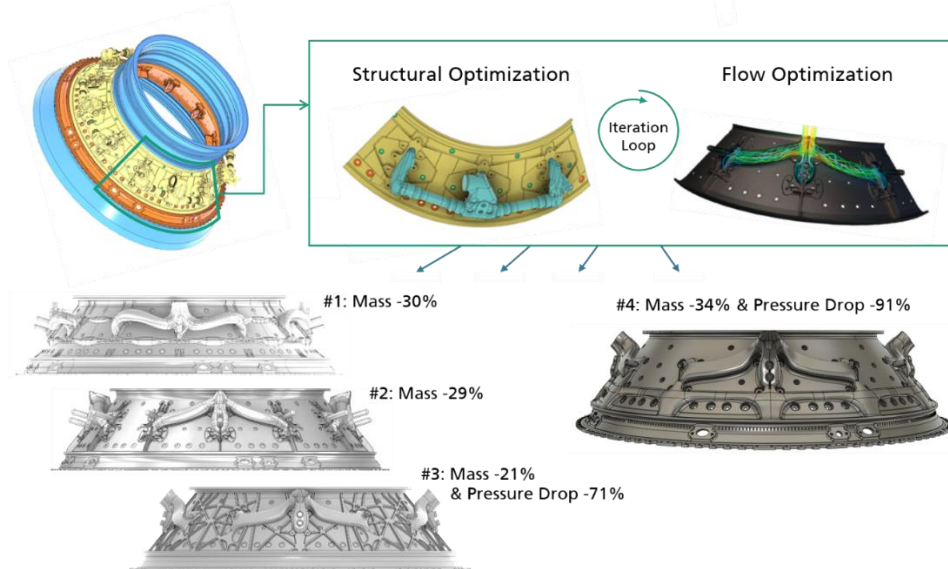 Structural Optimization
Flow Optimization
Iteration
Loop
#1: Mass -30%
#4: Mass -34% & Pressure Drop -91%
#2: Mass -29%
#3: Mass -21%
& Pressure Drop -71%